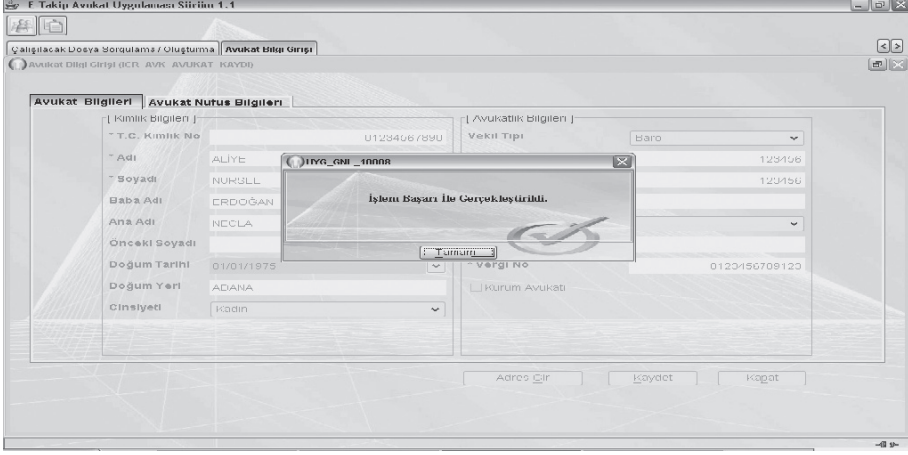 E Takip Avukat Uygulaması Sürüm 1.1
Çalışılacak Dosya Sorgulama / Oluşturma Avukat Bilgi Girişi
Avukat Bilgi Girişi (ICR_AVK_AVUKAT_KAYDI)
Avukat Bilgileri Avukat Nufus Bilgileri
[ Kimlik Bilgileri ] [ Avukatlık Bilgileri ]
* T.C. Kimlik No 01234567890 Vekil Tipi Baro
* Adı ALİYE 123456
* Soyadı NURSEL 123456
Baba Adı ERDOĞAN
Ana Adı NECLA
Önceki Soyadı
Doğum Tarihi 01/01/1975 * Vergi No
Doğum Yeri ADANA Kurum Avukatı
Cinsiyeti Kadın
UYG_GNL_10008
İşlem Başarı İle Gerçekleştirildi.
Tamam
Adres Gir Kaydet Kapat